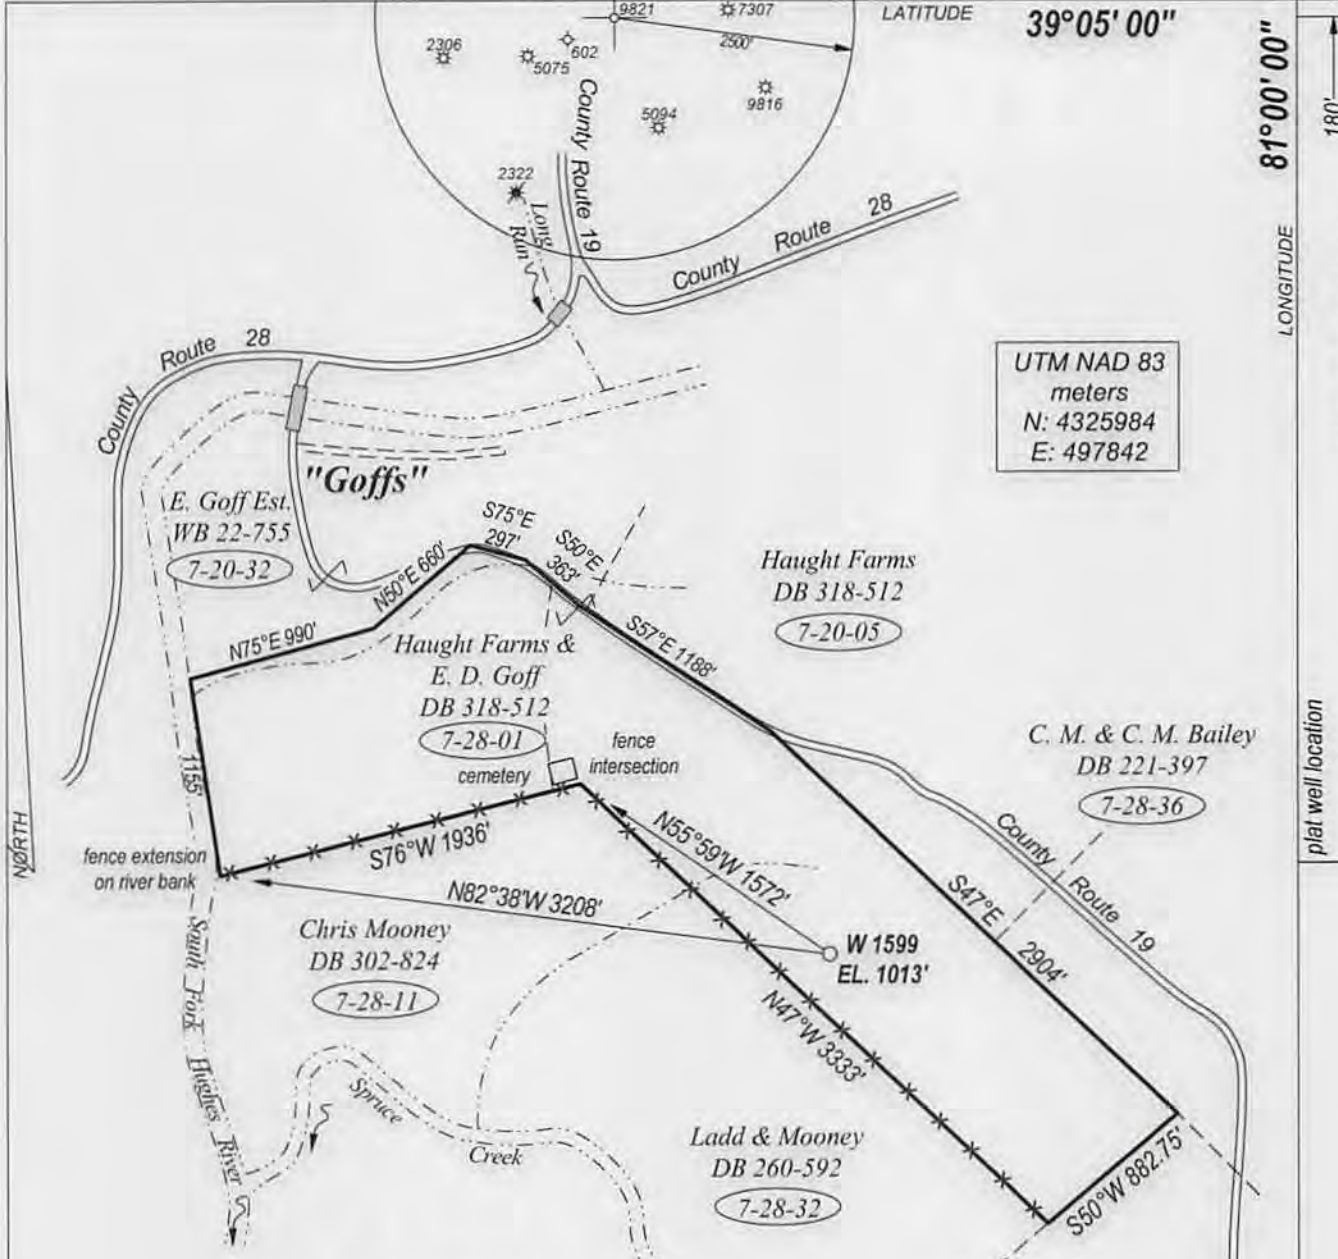 9821
7307
LATITUDE
39°05' 00"
81°00' 00"
LONGITUDE
180'
2306
602
5075
2500'
9816
5094
2322
County Route 19
Long
Run
County Route 28
County Route 28
UTM NAD 83
meters
N: 4325984
E: 497842
"Goffs"
E. Goff Est.
WB 22-755
7-20-32
S75°E
297'
S50°E
363'
N50°E 660'
N75°E 990'
Haught Farms
DB 318-512
7-20-05
S57°E 1188'
Haught Farms &
E. D. Goff
DB 318-512
7-28-01
cemetery
fence
intersection
C. M. & C. M. Bailey
DB 221-397
7-28-36
plat well location
1155'
NORTH
fence extension
on river bank
S76°W 1936'
N55°59'W 1572'
N82°38'W 3208'
County Route 19
S47°E 2904'
W 1599
EL. 1013'
Chris Mooney
DB 302-824
7-28-11
N47°W 3333'
South Fork Hughes River
Spruce
Creek
Ladd & Mooney
DB 260-592
7-28-32
S50°W 882.75'